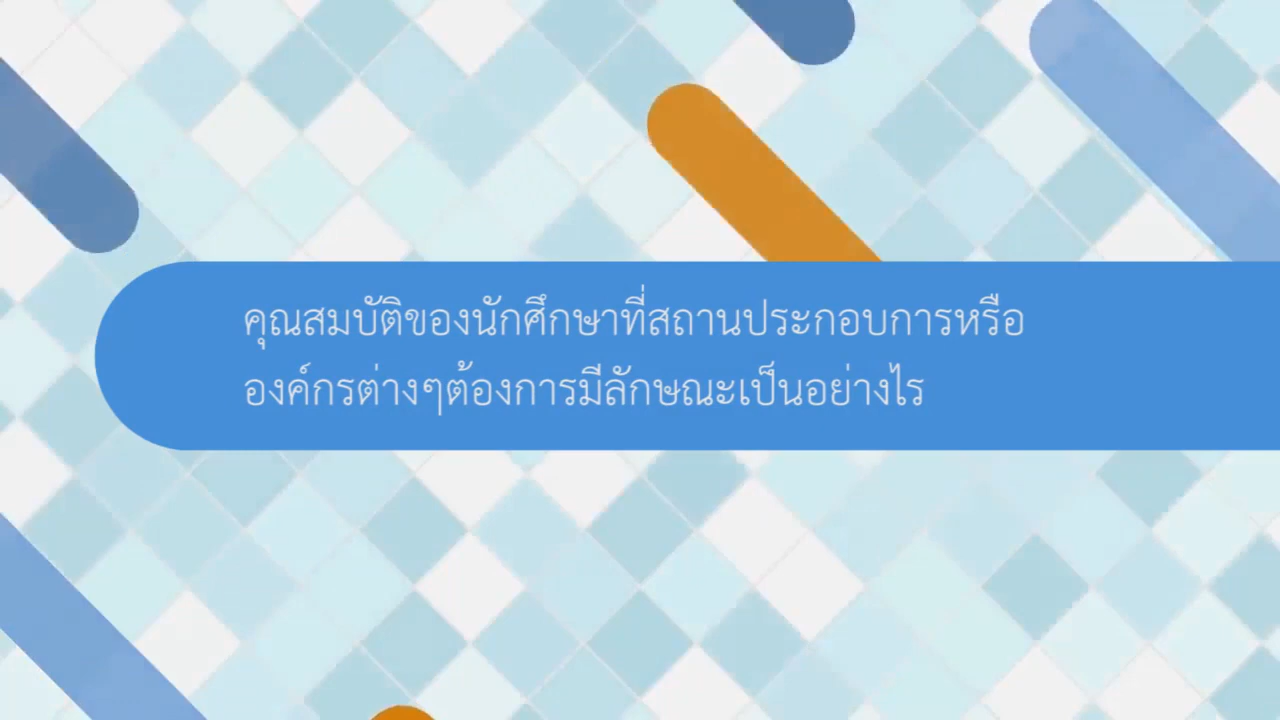 คุณสมบัติของนักศึกษาที่สถานประกอบการหรือ
องค์กรต่างๆต้องการมีลักษณะเป็นอย่างไร